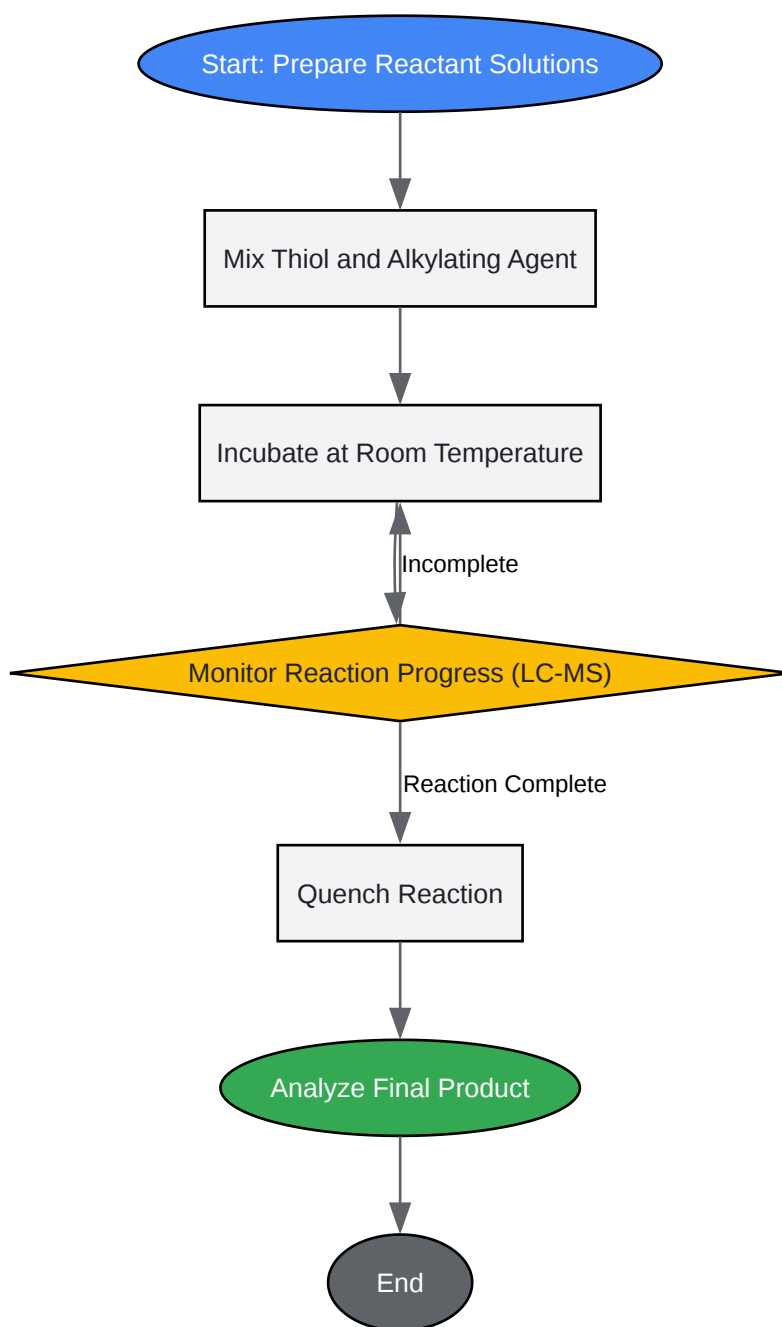 Start: Prepare Reactant Solutions
Mix Thiol and Alkylating Agent
Incubate at Room Temperature
Incomplete
Monitor Reaction Progress (LC-MS)
Reaction Complete
Quench Reaction
Analyze Final Product
End